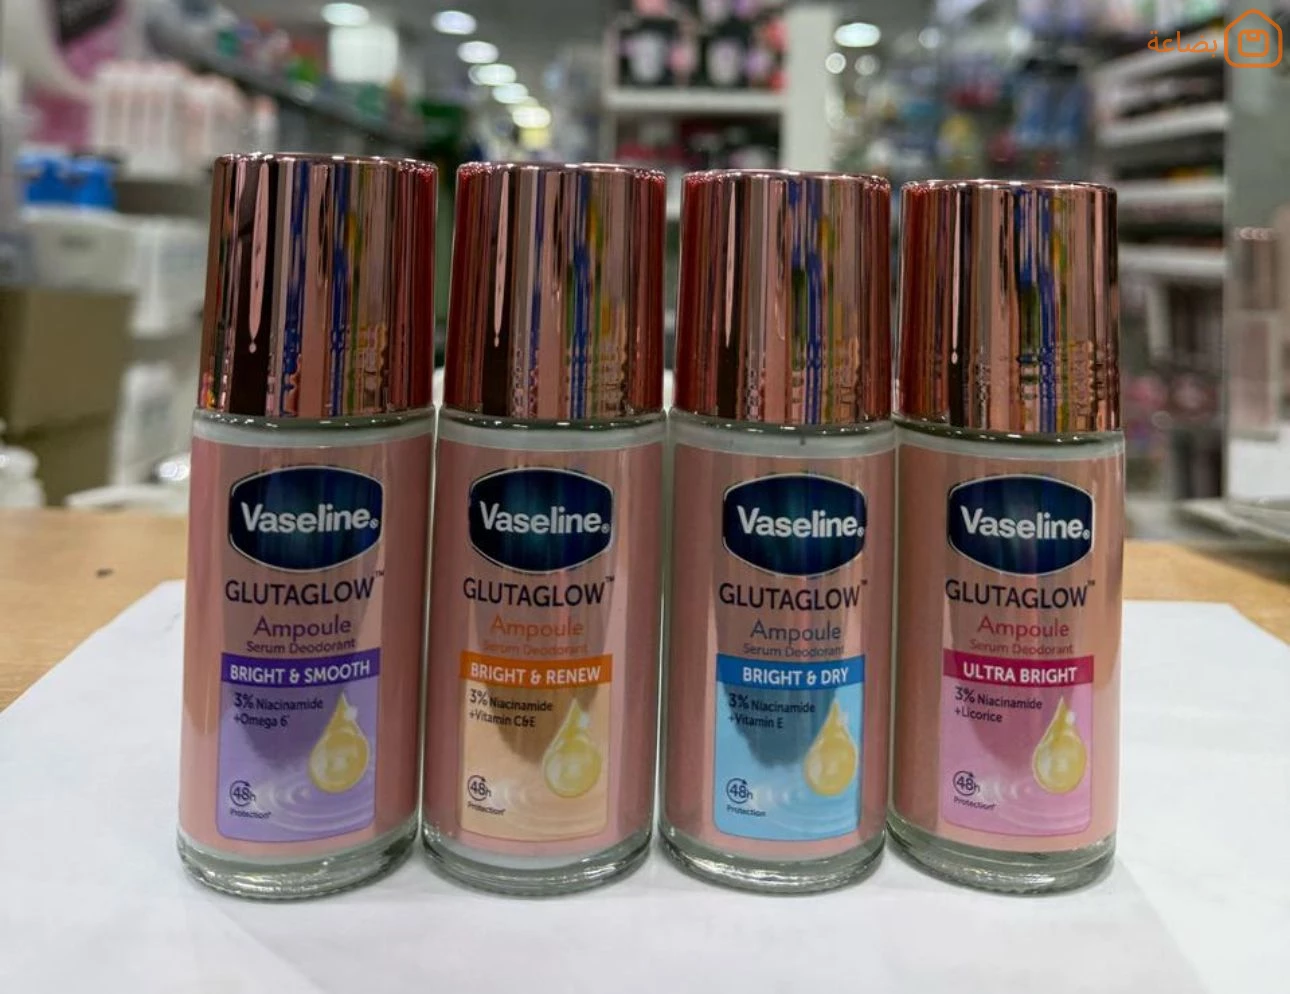 بضاعة
Vaseline®
GLUTAGLOW™
Ampoule
Serum Deodorant
BRIGHT & SMOOTH
3% Niacinamide
+Omega 6*
48h
Protection*
Vaseline®
GLUTAGLOW™
Ampoule
Serum Deodorant
BRIGHT & RENEW
3% Niacinamide
+Vitamin C&E
48h
Protection*
Vaseline®
GLUTAGLOW™
Ampoule
Serum Deodorant
BRIGHT & DRY
3% Niacinamide
+Vitamin E
48h
Protection*
Vaseline®
GLUTAGLOW™
Ampoule
Serum Deodorant
ULTRA BRIGHT
3% Niacinamide
+Licorice
48h
Protection*